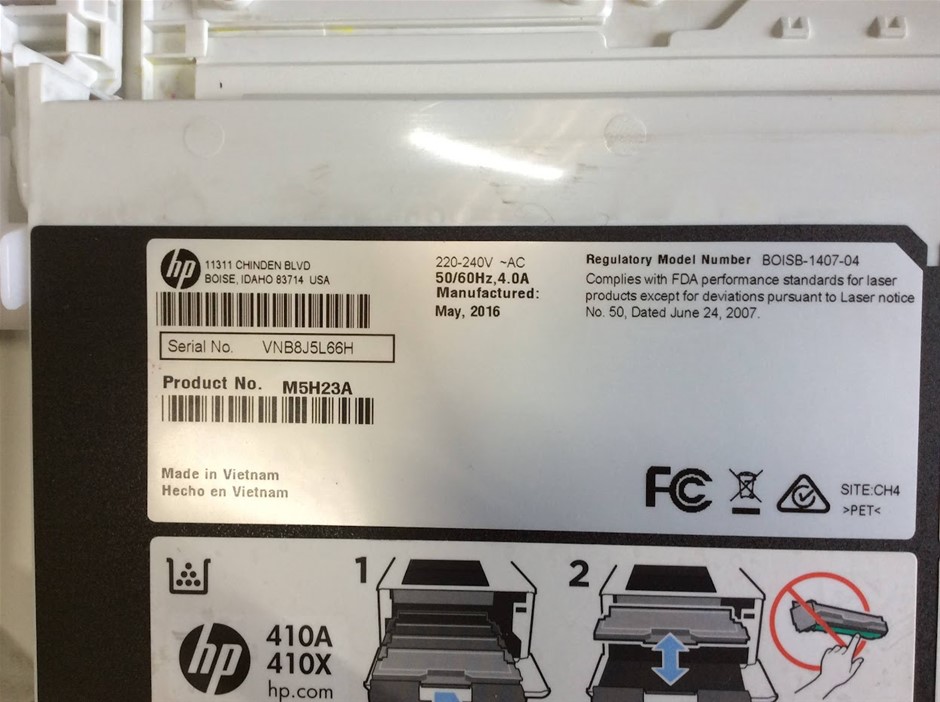 hp
11311 CHINDEN BLVD
BOISE, IDAHO 83714 USA
Serial No. VNB8J5L66H
Product No. M5H23A
Made in Vietnam
Hecho en Vietnam
220-240V ~AC
50/60Hz,4.0A
Manufactured:
May, 2016
Regulatory Model Number BOISB-1407-04
Complies with FDA performance standards for laser
products except for deviations pursuant to Laser notice
No. 50, Dated June 24, 2007.
FC
SITE:CH4
>PET<
hp
410A
410X
hp.com
1
2